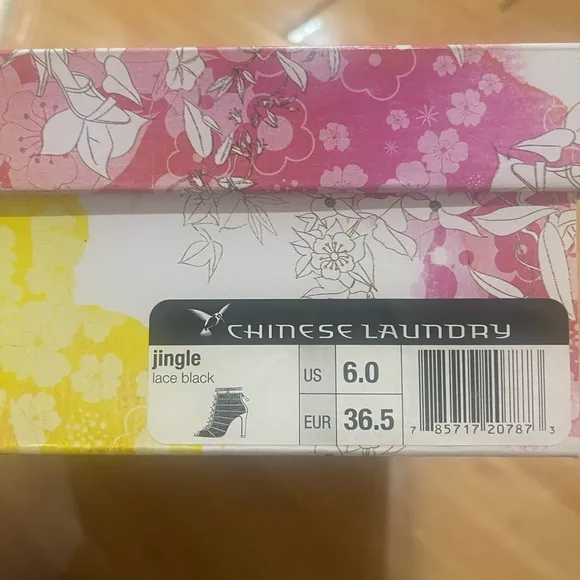 CHINESE LAUNDRY
jingle
lace black
US 6.0
EUR 36.5
7 85717 20787 3